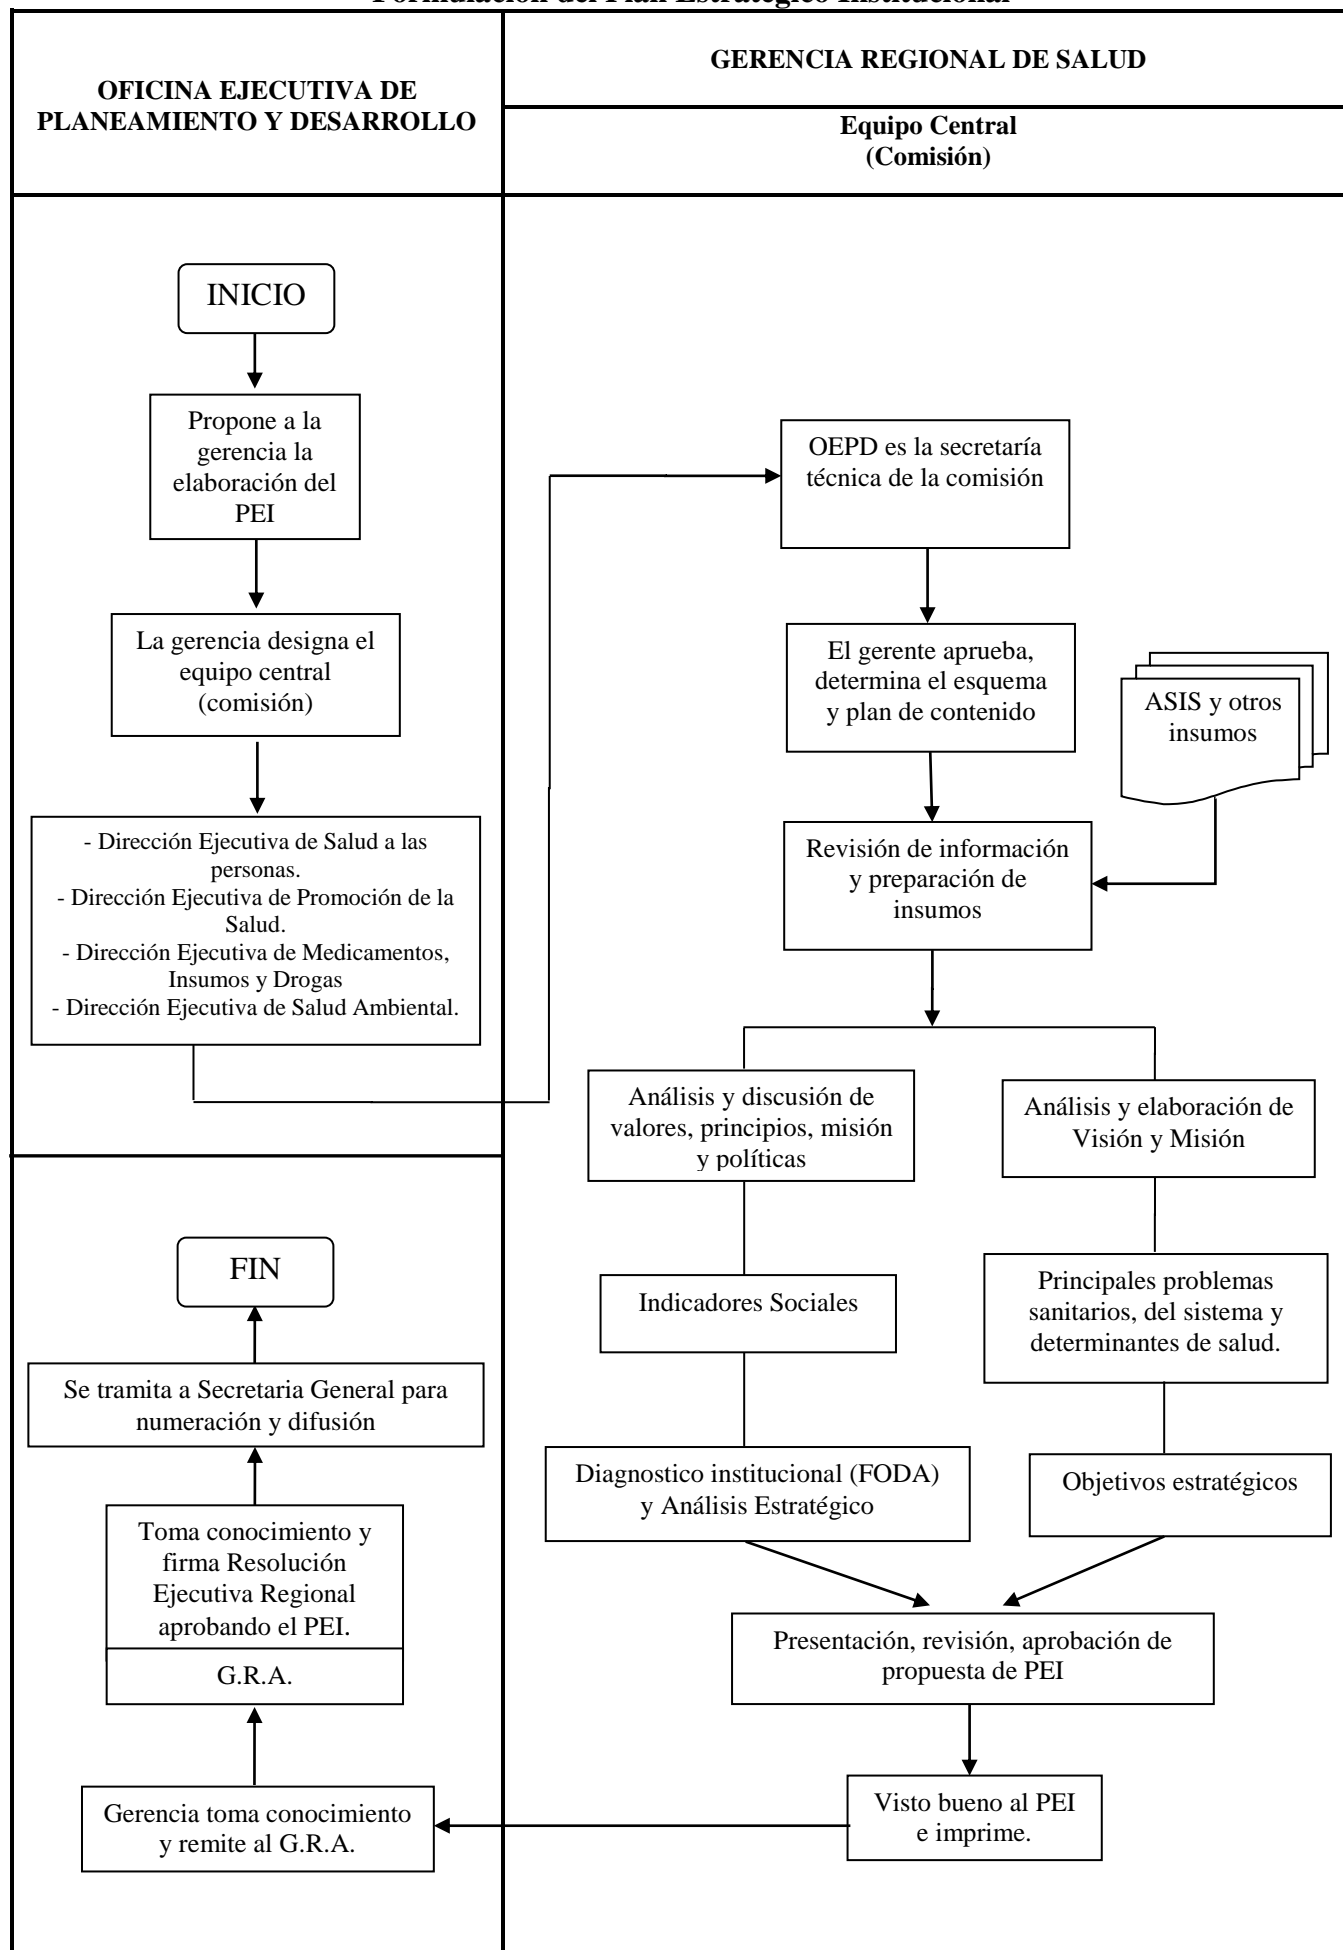 Formulación del Plan Estratégico Institucional
OFICINA EJECUTIVA DE
PLANEAMIENTO Y DESARROLLO
GERENCIA REGIONAL DE SALUD
Equipo Central
(Comisión)
INICIO
Propone a la
gerencia la
elaboración del
PEI
La gerencia designa el
equipo central
(comisión)
- Dirección Ejecutiva de Salud a las
personas.
- Dirección Ejecutiva de Promoción de la
Salud.
- Dirección Ejecutiva de Medicamentos,
Insumos y Drogas
- Dirección Ejecutiva de Salud Ambiental.
OEPD es la secretaría
técnica de la comisión
El gerente aprueba,
determina el esquema
y plan de contenido
ASIS y otros
insumos
Revisión de información
y preparación de
insumos
Análisis y discusión de
valores, principios, misión
y políticas
Análisis y elaboración de
Visión y Misión
Indicadores Sociales
Principales problemas
sanitarios, del sistema y
determinantes de salud.
Diagnostico institucional (FODA)
y Análisis Estratégico
Objetivos estratégicos
Presentación, revisión, aprobación de
propuesta de PEI
Visto bueno al PEI
e imprime.
Gerencia toma conocimiento
y remite al G.R.A.
Toma conocimiento y
firma Resolución
Ejecutiva Regional
aprobando el PEI.
G.R.A.
Se tramita a Secretaria General para
numeración y difusión
FIN